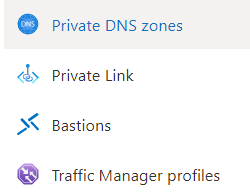 DNS Private DNS zones
Private Link
Bastions
Traffic Manager profiles